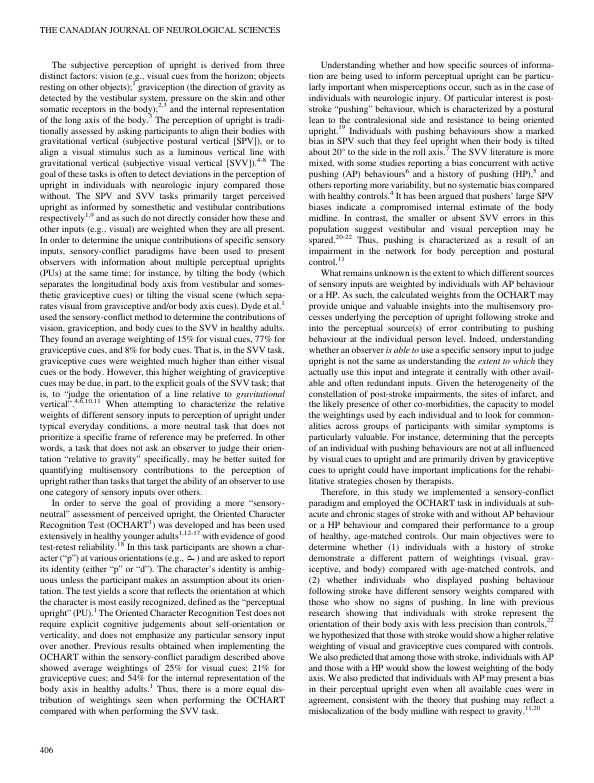 THE CANADIAN JOURNAL OF NEUROLOGICAL SCIENCES
The subjective perception of upright is derived from three
distinct factors: vision (e.g., visual cues from the horizon; objects
resting on other objects);1 graviception (the direction of gravity as
detected by the vestibular system, pressure on the skin and other
somatic receptors in the body);2,3 and the internal representation
of the long axis of the body.3 The perception of upright is tradi-
tionally assessed by asking participants to align their bodies with
gravitational vertical (subjective postural vertical [SPV]), or to
align a visual stimulus such as a luminous vertical line with
gravitational vertical (subjective visual vertical [SVV]).4-8 The
goal of these tasks is often to detect deviations in the perception of
upright in individuals with neurologic injury compared to those
without. The SPV and SVV tasks primarily target perceived
upright as informed by somesthetic and vestibular contributions
respectively1,9 and as such do not directly consider how these and
other inputs (e.g., visual) are weighted when they are all present.
In order to determine the unique contributions of specific sensory
inputs, sensory-conflict paradigms have been used to present
observers with information about multiple perceptual uprights
(PUs) at the same time; for instance, by tilting the body (which
separates the longitudinal body axis from vestibular and somes-
thetic gravicentric cues) or tilting the visual scene (which sepa-
rates visual from graviceptive and/or body axis cues). Dyde et al.1
used the sensory-conflict method to determine the contributions of
vision, graviception, and body cues to the SVV in healthy adults.
They found an average weighting of 15% for visual cues, 77% for
graviceptive cues, and 8% for body cues. That is, in the SVV task,
graviceptive cues were weighted much higher than either visual
cues or the body. However, this higher weighting of graviceptive
cues may be due, in part, to the explicit goals of the SVV task; that
is, to “judge the orientation of a line relative to gravitational
vertical”.4,6,10,11 When attempting to characterize the relative
weights of different sensory inputs to perception of upright under
typical everyday conditions, a more neutral task that does not
prioritize a specific frame of reference may be preferred. In other
words, a task that does not ask an observer to judge their orien-
tation “relative to gravity” specifically, may be better suited for
quantifying multisensory contributions to the perception of
upright rather than tasks that target the ability of an observer to use
one category of sensory inputs over others.
In order to serve the goal of providing a more “sensory-
neutral” assessment of perceived upright, the Oriented Character
Recognition Test (OCHART1) was developed and has been used
extensively in healthy younger adults1,12-17 with evidence of good
test-retest reliability.18 In this task participants are shown a char-
acter (“p”) at various orientations (e.g., ) and are asked to report
its identity (either “p” or “d”). The character’s identity is ambig-
uous unless the participant makes an assumption about its orien-
tation. The test yields a score that reflects the orientation at which
the character is most easily recognized, defined as the “perceptual
upright” (PU).1 The Oriented Character Recognition Test does not
require explicit cognitive judgements about self-orientation or
verticality, and does not emphasize any particular sensory input
over another. Previous results obtained when implementing the
OCHART within the sensory-conflict paradigm described above
showed average weightings of 25% for visual cues; 21% for
graviceptive cues; and 54% for the internal representation of the
body axis in healthy adults.1 Thus, there is a more equal dis-
tribution of weightings seen when performing the OCHART
compared with when performing the SVV task.
Understanding whether and how specific sources of informa-
tion are being used to inform perceptual upright can be particu-
larly important when misperceptions occur, such as in the case of
individuals with neurologic injury. Of particular interest is post-
stroke “pushing” behaviour, which is characterized by a postural
lean to the contralesional side and resistance to being oriented
upright.19 Individuals with pushing behaviours show a marked
bias in SPV such that they feel upright when their body is tilted
about 20° to the side in the roll axis.7 The SVV literature is more
mixed, with some studies reporting a bias concurrent with active
pushing (AP) behaviours6 and a history of pushing (HP),5 and
others reporting more variability, but no systematic bias compared
with healthy controls.4 It has been argued that pushers’ large SPV
biases indicate a compromised internal estimate of the body
midline. In contrast, the smaller or absent SVV errors in this
population suggest vestibular and visual perception may be
spared.20-22 Thus, pushing is characterized as a result of an
impairment in the network for body perception and postural
control.11
What remains unknown is the extent to which different sources
of sensory inputs are weighted by individuals with AP behaviour
or a HP. As such, the calculated weights from the OCHART may
provide unique and valuable insights into the multisensory pro-
cesses underlying the perception of upright following stroke and
into the perceptual source(s) of error contributing to pushing
behaviour at the individual person level. Indeed, understanding
whether an observer is able to use a specific sensory input to judge
upright is not the same as understanding the extent to which they
actually use this input and integrate it centrally with other avail-
able and often redundant inputs. Given the heterogeneity of the
constellation of post-stroke impairments, the sites of infarct, and
the likely presence of other co-morbidities, the capacity to model
the weightings used by each individual and to look for common-
alities across groups of participants with similar symptoms is
particularly valuable. For instance, determining that the percepts
of an individual with pushing behaviours are not at all influenced
by visual cues to upright and are primarily driven by graviceptive
cues to upright could have important implications for the rehabi-
litative strategies chosen by therapists.
Therefore, in this study we implemented a sensory-conflict
paradigm and employed the OCHART task in individuals at sub-
acute and chronic stages of stroke with and without AP behaviour
or a HP behaviour and compared their performance to a group
of healthy, age-matched controls. Our main objectives were to
determine whether (1) individuals with a history of stroke
demonstrate a different pattern of weightings (visual, grav-
iceptive, and body) compared with age-matched controls, and
(2) whether individuals who displayed pushing behaviour
following stroke have different sensory weights compared with
those who show no signs of pushing. In line with previous
research showing that individuals with stroke represent the
orientation of their body axis with less precision than controls,22
we hypothesized that those with stroke would show a higher relative
weighting of visual and graviceptive cues compared with controls.
We also predicted that among those with stroke, individuals with AP
and those with a HP would show the lowest weighting of the body
axis. We also predicted that individuals with AP may present a bias
in their perceptual upright even when all available cues were in
agreement, consistent with the theory that pushing may reflect a
mislocalization of the body midline with respect to gravity.11,20
406